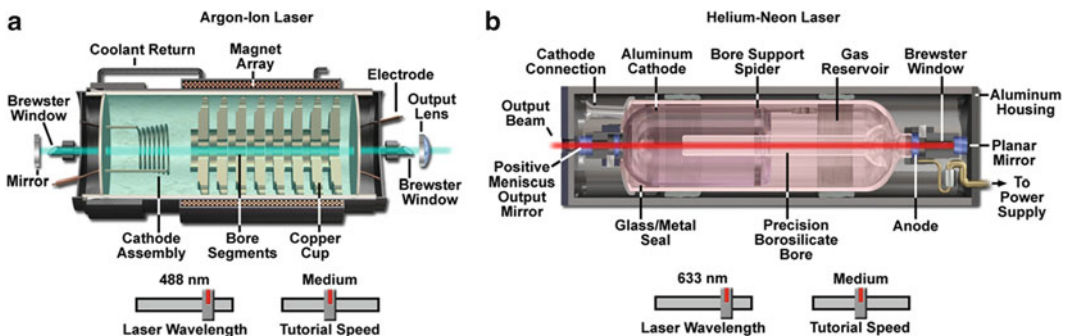 a
Argon-Ion Laser
Coolant Return
Magnet
Array
Electrode
Output
Lens
Brewster
Window
Mirror
Cathode
Assembly
Bore
Segments
Copper
Cup
Brewster
Window
488 nm
Medium
Laser Wavelength
Tutorial Speed
b
Helium-Neon Laser
Cathode
Connection
Aluminum
Cathode
Bore Support
Spider
Gas
Reservoir
Brewster
Window
Aluminum
Housing
Output
Beam
Positive
Meniscus
Output
Mirror
Planar
Mirror
To
Power
Supply
Glass/Metal
Seal
Precision
Borosilicate
Bore
Anode
633 nm
Medium
Laser Wavelength
Tutorial Speed